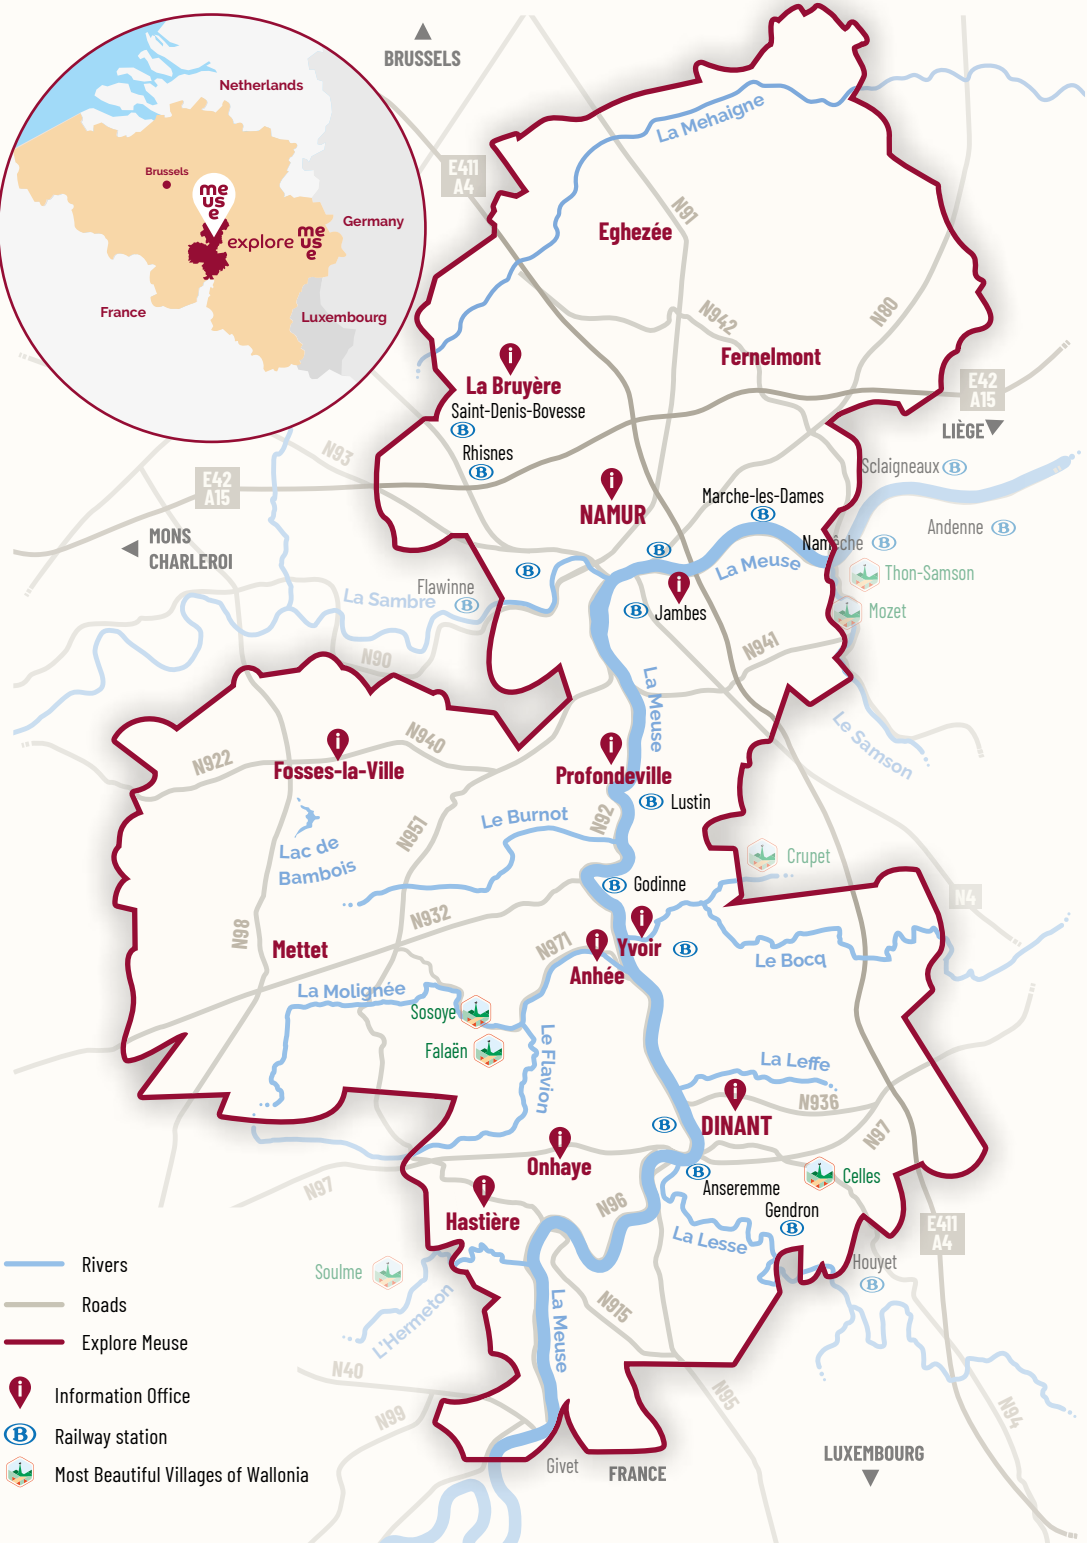 BRUSSELS
Netherlands
Brussels
me
us
e
Germany
explore me
us
e
France
Luxembourg
E411
A4
La Mehaigne
N91
Eghezée
N942
N80
Fernelmont
La Bruyère
Saint-Denis-Bovesse
Rhisnes
E42
A15
LIÈGE
N93
E42
A15
Sclaigneaux
NAMUR
Marche-les-Dames
Andenne
MONS
CHARLEROI
Namêche
La Meuse
Thon-Samson
Flawinne
La Sambre
Jambes
Mozet
N941
N90
La Meuse
Le Samson
N922
N940
Fosses-la-Ville
Profondeville
Lustin
Le Burnot
N92
N951
Lac de
Bambois
Crupet
Godinne
N4
N932
N98
Mettet
N971
Yvoir
Anhée
Le Bocq
La Molignée
Sosoye
Falaën
Le Flavion
La Leffe
N936
DINANT
N97
Onhaye
Celles
Anseremme
Gendron
N97
Hastière
N96
E411
A4
La Lesse
Houyet
Soulme
L'Hermeton
La Meuse
N915
N40
N99
N95
N94
LUXEMBOURG
Givet
FRANCE
Rivers
Roads
Explore Meuse
i Information Office
B Railway station
Most Beautiful Villages of Wallonia